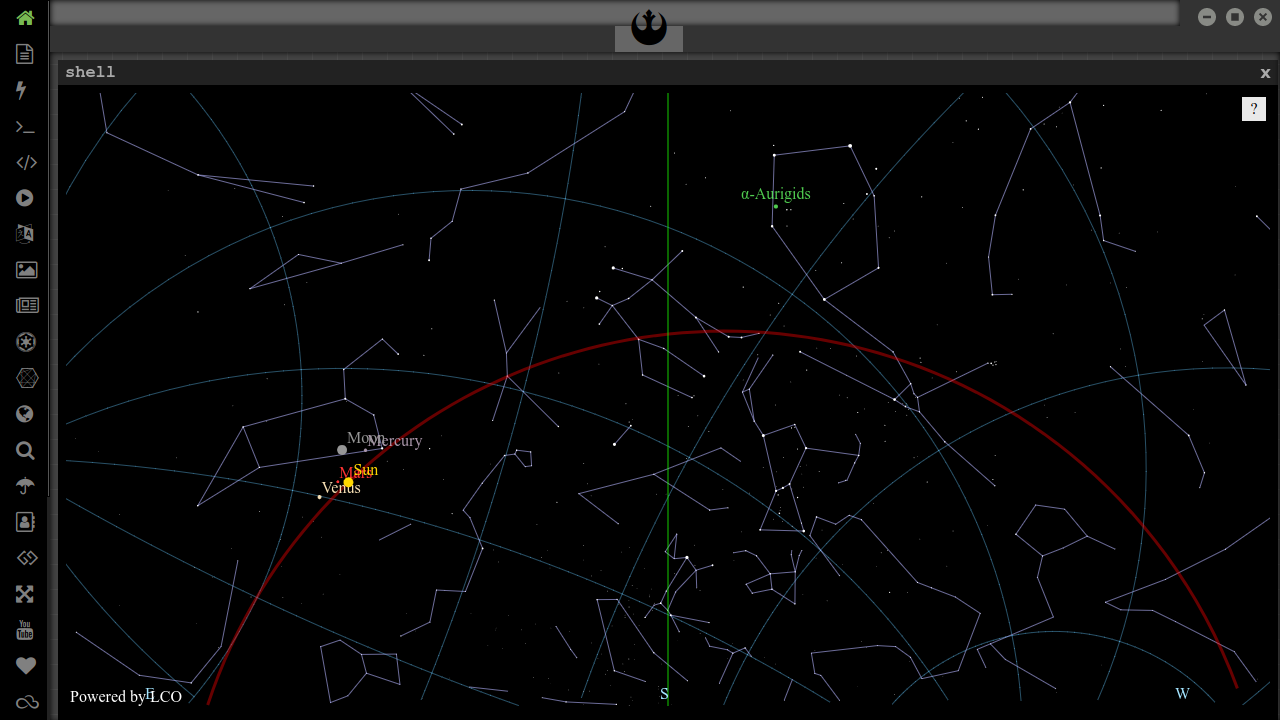 shell x
?
α-Aurigids
Moon
Mercury
Sun
Mars
Venus
You
Tube
E
Powered by LCO
S
W